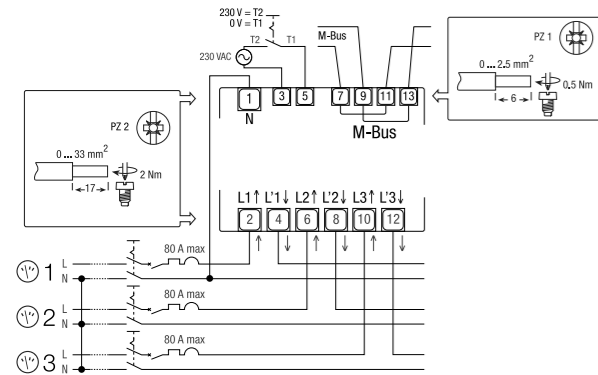 230 V = T2
0 V = T1
T2 T1
230 VAC
M-Bus
PZ 1
0 ... 2.5 mm²
0.5 Nm
6
1 3 5 7 9 11 13
N
M-Bus
PZ 2
0 ... 33 mm²
2 Nm
17
L1↑ L'1↓ L2↑ L'2↓ L3↑ L'3↓
2 4 6 8 10 12
80 A max
1 L
N
80 A max
2 L
N
80 A max
3 L
N